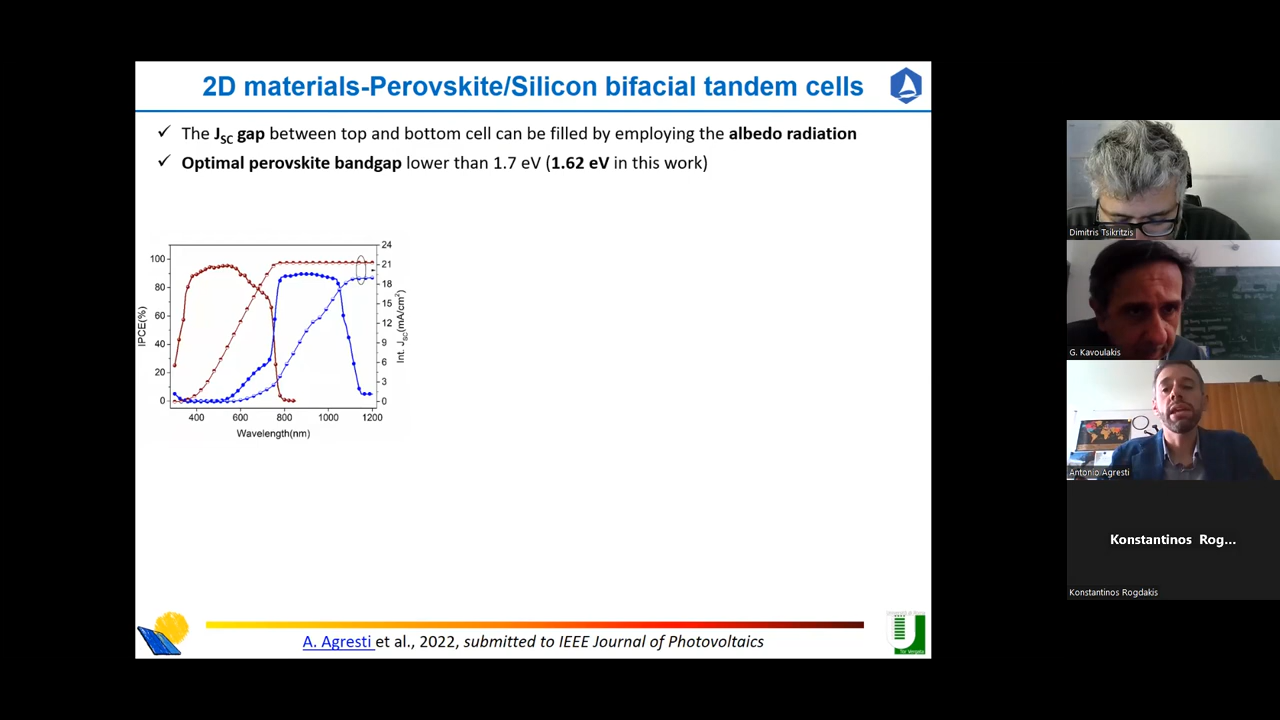 2D materials-Perovskite/Silicon bifacial tandem cells
✓ The JSC gap between top and bottom cell can be filled by employing the albedo radiation
✓ Optimal perovskite bandgap lower than 1.7 eV (1.62 eV in this work)
100
80
60
40
20
0
IPCE(%)
24
21
18
15
12
9
6
3
0
Int. JSC(mA/cm²)
400 600 800 1000 1200
Wavelength(nm)
A. Agresti et al., 2022, submitted to IEEE Journal of Photovoltaics
Tor Vergata
Dimitris Tsikritzis
G. Kavoulakis
Antonio Agresti
Konstantinos Rog...
Konstantinos Rogdakis